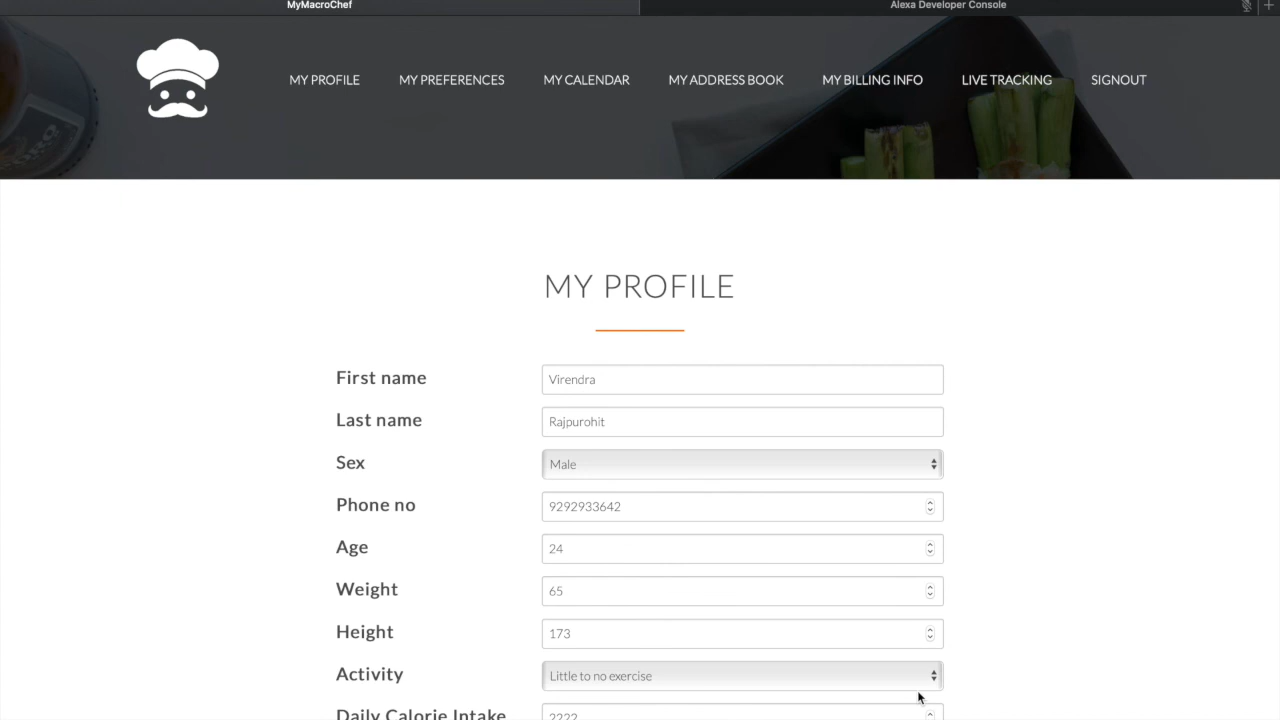 MyMacroChef
Alexa Developer Console
MY PROFILE MY PREFERENCES MY CALENDAR MY ADDRESS BOOK MY BILLING INFO LIVE TRACKING SIGNOUT
MY PROFILE
First name Virendra
Last name Rajpurohit
Sex Male
Phone no 9292933642
Age 24
Weight 65
Height 173
Activity Little to no exercise
Daily Calorie Intake 2222